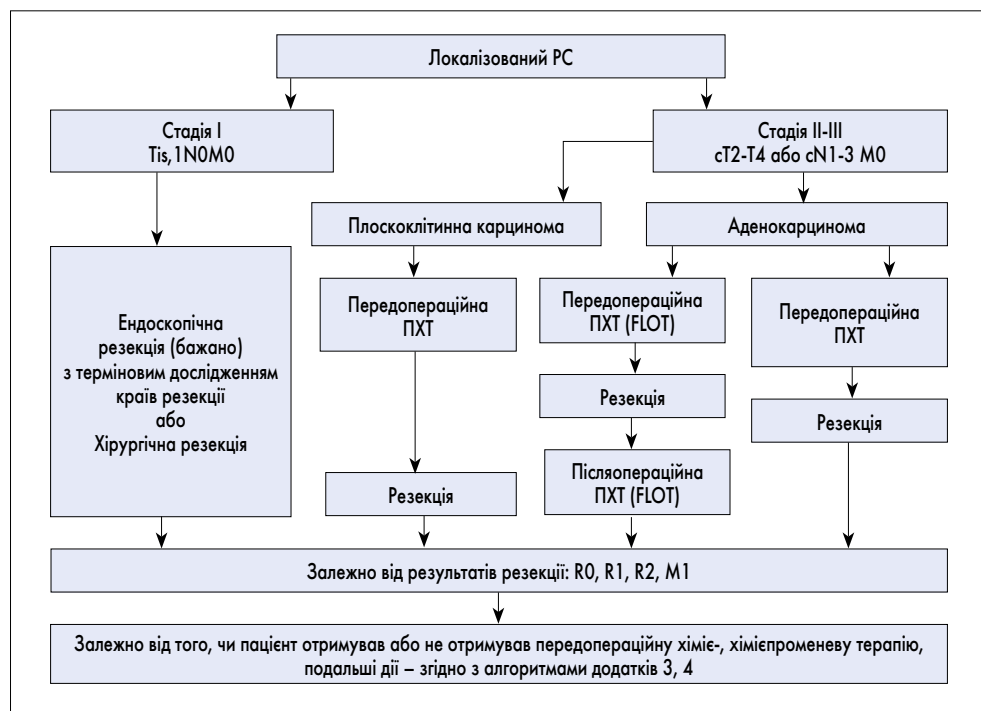 Локалізований РС
Стадія I
Tis,1N0M0
Стадія II-III
cT2-T4 або cN1-3 M0
Плоскоклітинна карцинома
Аденокарцинома
Ендоскопічна
резекція (бажано)
з терміновим дослідженням
країв резекції
або
Хірургічна резекція
Передопераційна
ПХТ
Передопераційна
ПХТ (FLOT)
Передопераційна
ПХТ
Резекція
Резекція
Післяопераційна
ПХТ (FLOT)
Резекція
Залежно від результатів резекції: R0, R1, R2, M1
Залежно від того, чи пацієнт отримував або не отримував передопераційну хіміє-, хімієпроменеву терапію,
подальші дії – згідно з алгоритмами додатків 3, 4